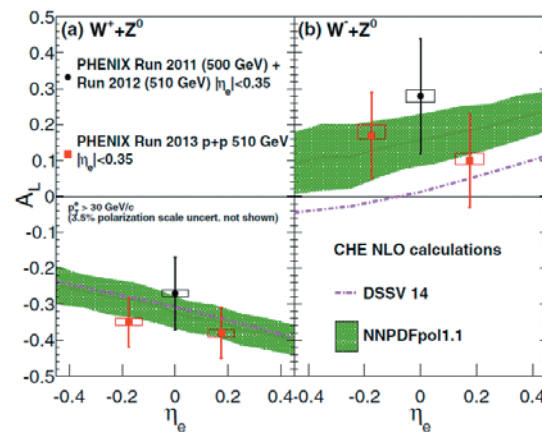 (a) W⁺+Z⁰
PHENIX Run 2011 (500 GeV) +
Run 2012 (510 GeV) |ηe|<0.35
PHENIX Run 2013 p+p 510 GeV
|ηe|<0.35
p_T^e > 30 GeV/c
(3.5% polarization scale uncert. not shown)
(b) W⁻+Z⁰
CHE NLO calculations
DSSV 14
NNPDFpol1.1
A_L
0.5
0.4
0.3
0.2
0.1
0
-0.1
-0.2
-0.3
-0.4
-0.5
-0.4 -0.2 0 0.2 0.4
-0.4 -0.2 0 0.2 0.4
ηe
ηe